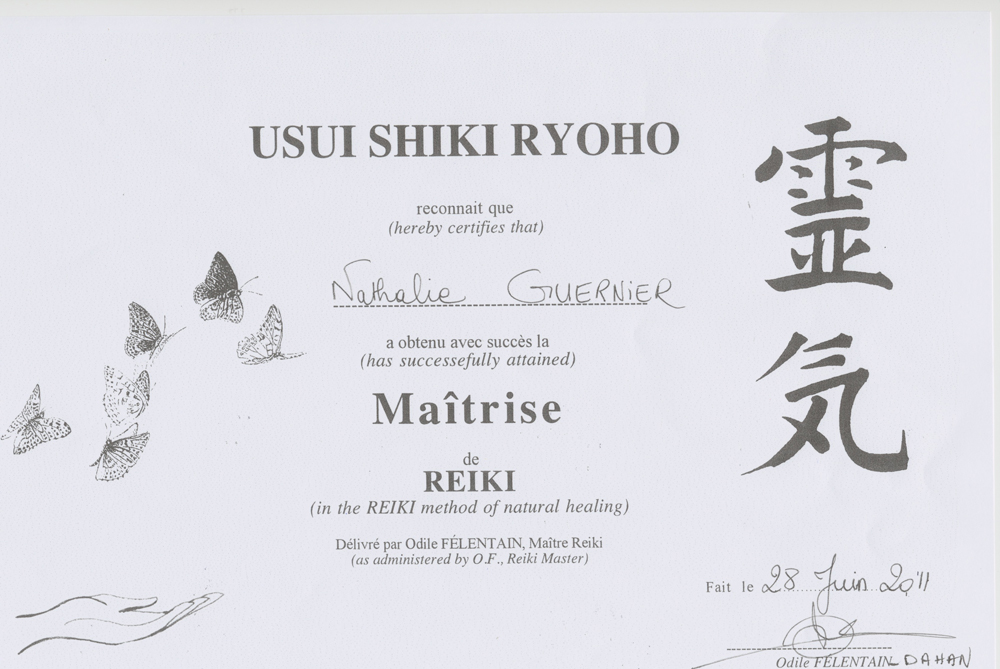 USUI SHIKI RYOHO
reconnait que
(hereby certifies that)
Nathalie GUERNiER
a obtenu avec succès la
(has successefully attained)
Maîtrise
de
REIKI
(in the REIKI method of natural healing)
Délivré par Odile FÉLENTAIN, Maître Reiki
(as administered by O.F., Reiki Master)
靈
気
Fait le 28 Juin 2011
Odile FÉLENTAIN-DAHAN